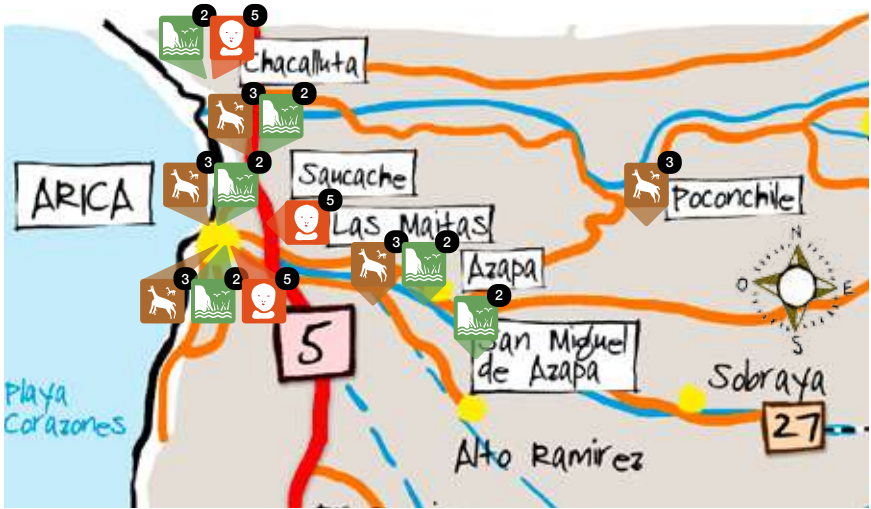 2
5
Chacalluta
3
2
3
2
Saucache
3
ARICA
5
Poconchile
Las Maitas
N
3
2
Azapa
O
E
3
2
5
2
S
5
San Miguel
de Azapa
Sobraya
Playa
Corazones
27
Alto Ramirez